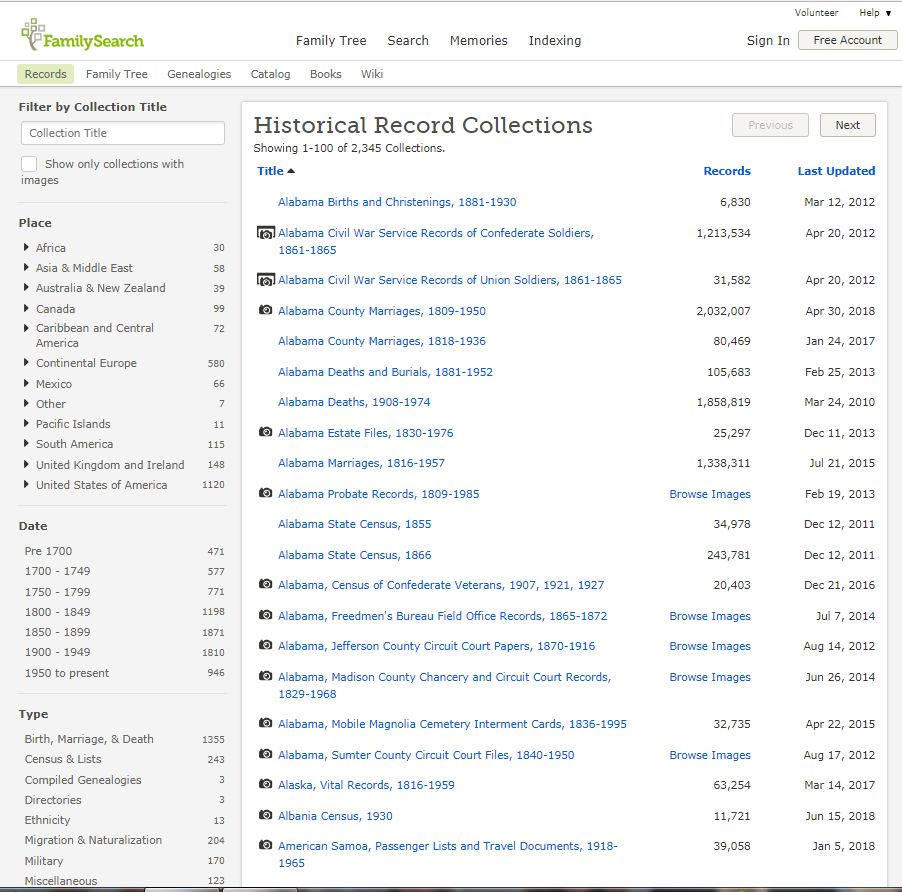 Volunteer Help ▼
FamilySearch
Family Tree Search Memories Indexing
Sign In Free Account
Records Family Tree Genealogies Catalog Books Wiki
Filter by Collection Title
Collection Title
Show only collections with
images
Place
Africa 30
Asia & Middle East 58
Australia & New Zealand 39
Canada 99
Caribbean and Central 72
America
Continental Europe 580
Mexico 66
Other 7
Pacific Islands 11
South America 115
United Kingdom and Ireland 148
United States of America 1120
Date
Pre 1700 471
1700 - 1749 577
1750 - 1799 771
1800 - 1849 1198
1850 - 1899 1871
1900 - 1949 1810
1950 to present 946
Type
Birth, Marriage, & Death 1355
Census & Lists 243
Compiled Genealogies 3
Directories 3
Ethnicity 13
Migration & Naturalization 204
Military 170
Miscellaneous 123
Historical Record Collections
Previous Next
Showing 1-100 of 2,345 Collections.
Title Records Last Updated
Alabama Births and Christenings, 1881-1930 6,830 Mar 12, 2012
Alabama Civil War Service Records of Confederate Soldiers, 1,213,534 Apr 20, 2012
1861-1865
Alabama Civil War Service Records of Union Soldiers, 1861-1865 31,582 Apr 20, 2012
Alabama County Marriages, 1809-1950 2,032,007 Apr 30, 2018
Alabama County Marriages, 1818-1936 80,469 Jan 24, 2017
Alabama Deaths and Burials, 1881-1952 105,683 Feb 25, 2013
Alabama Deaths, 1908-1974 1,858,819 Mar 24, 2010
Alabama Estate Files, 1830-1976 25,297 Dec 11, 2013
Alabama Marriages, 1816-1957 1,338,311 Jul 21, 2015
Alabama Probate Records, 1809-1985 Browse Images Feb 19, 2013
Alabama State Census, 1855 34,978 Dec 12, 2011
Alabama State Census, 1866 243,781 Dec 12, 2011
Alabama, Census of Confederate Veterans, 1907, 1921, 1927 20,403 Dec 21, 2016
Alabama, Freedmen's Bureau Field Office Records, 1865-1872 Browse Images Jul 7, 2014
Alabama, Jefferson County Circuit Court Papers, 1870-1916 Browse Images Aug 14, 2012
Alabama, Madison County Chancery and Circuit Court Records, Browse Images Jun 26, 2014
1829-1968
Alabama, Mobile Magnolia Cemetery Interment Cards, 1836-1995 32,735 Apr 22, 2015
Alabama, Sumter County Circuit Court Files, 1840-1950 Browse Images Aug 17, 2012
Alaska, Vital Records, 1816-1959 63,254 Mar 14, 2017
Albania Census, 1930 11,721 Jun 15, 2018
American Samoa, Passenger Lists and Travel Documents, 1918- 39,058 Jan 5, 2018
1965